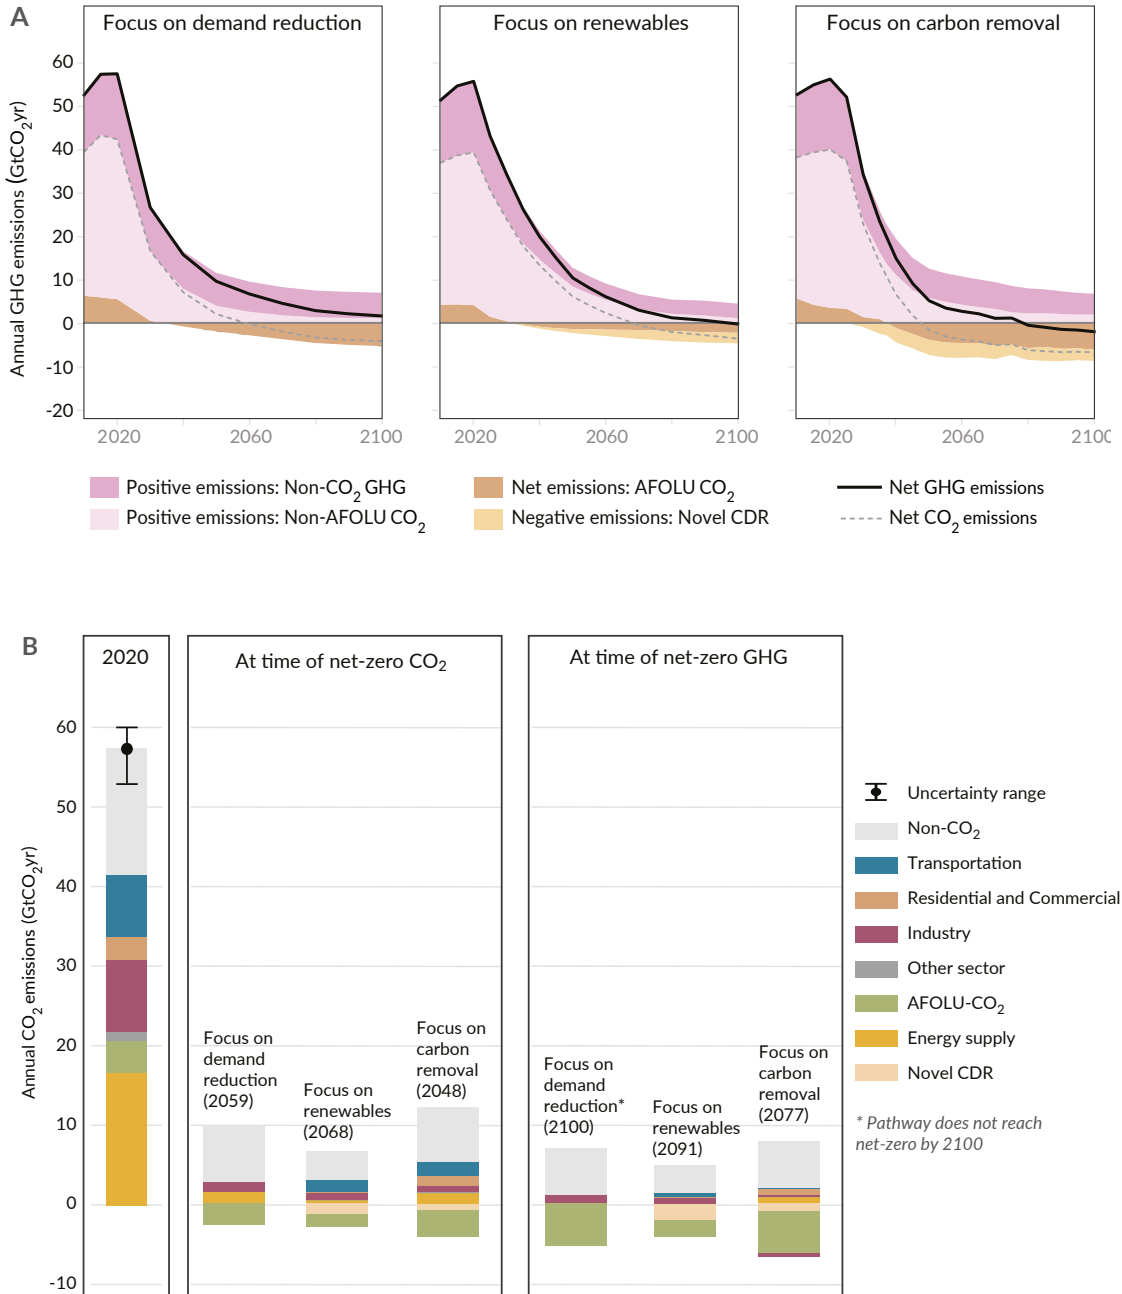 A
Focus on demand reduction
Focus on renewables
Focus on carbon removal
Annual GHG emissions (GtCO2yr)
60
50
40
30
20
10
0
-10
-20
2020
2060
2100
2020
2060
2100
2020
2060
2100
Positive emissions: Non-CO2 GHG
Positive emissions: Non-AFOLU CO2
Net emissions: AFOLU CO2
Negative emissions: Novel CDR
Net GHG emissions
Net CO2 emissions
B
2020
At time of net-zero CO2
At time of net-zero GHG
Annual CO2 emissions (GtCO2yr)
60
50
40
30
20
10
0
-10
Focus on
demand
reduction
(2059)
Focus on
renewables
(2068)
Focus on
carbon
removal
(2048)
Focus on
demand
reduction*
(2100)
Focus on
renewables
(2091)
Focus on
carbon
removal
(2077)
Uncertainty range
Non-CO2
Transportation
Residential and Commercial
Industry
Other sector
AFOLU-CO2
Energy supply
Novel CDR
* Pathway does not reach
net-zero by 2100